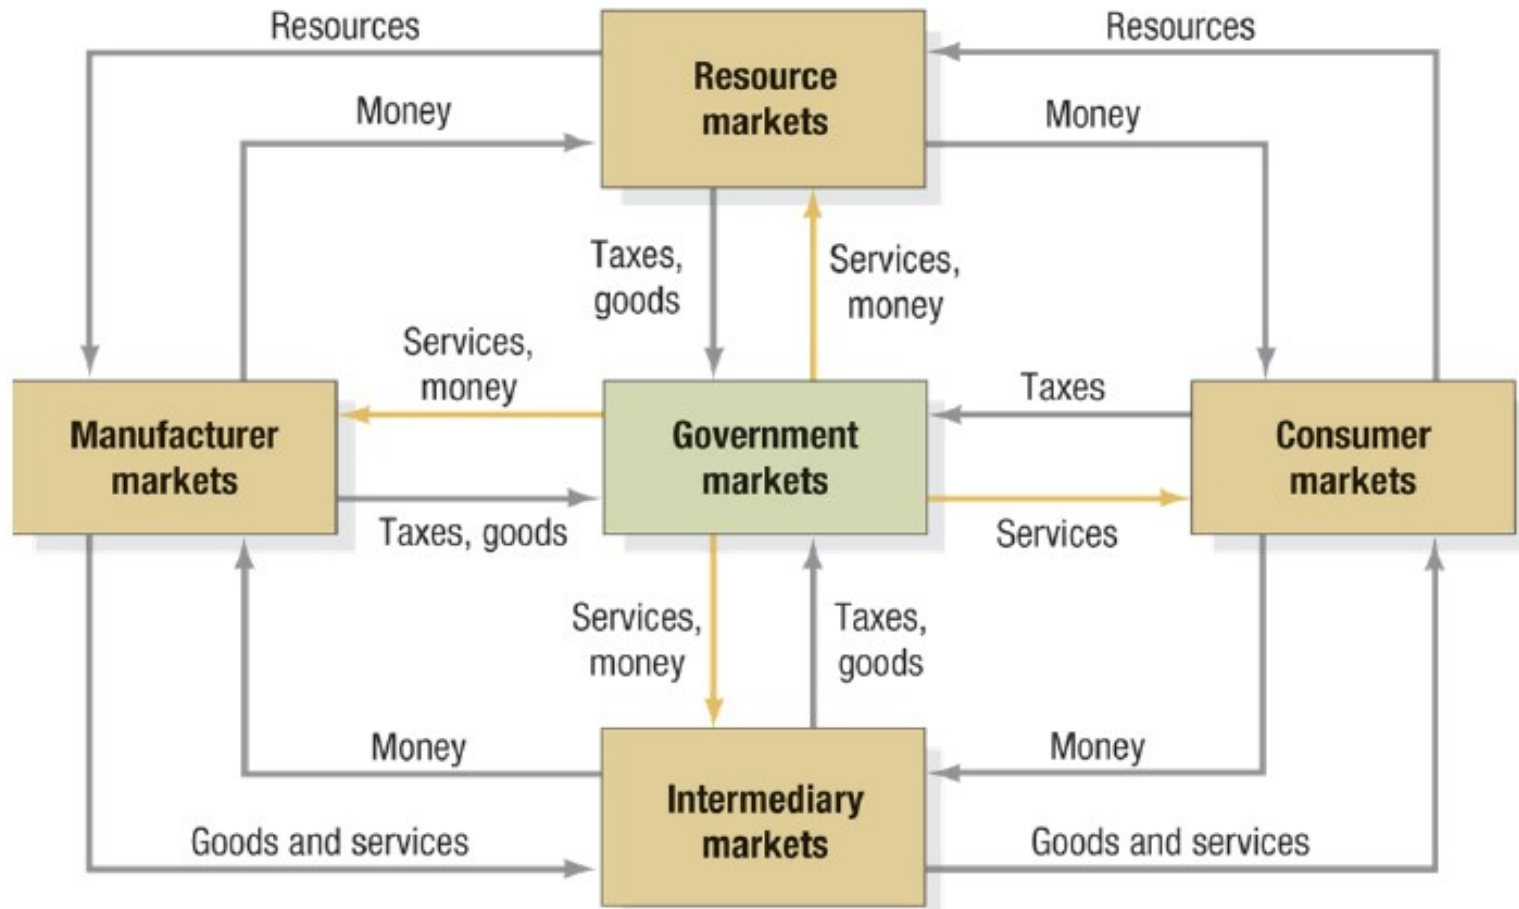 Resources
Resources
Resource
markets
Money
Money
Taxes,
goods
Services,
money
Services,
money
Taxes
Manufacturer
markets
Government
markets
Consumer
markets
Taxes, goods
Services
Services,
money
Taxes,
goods
Money
Money
Intermediary
markets
Goods and services
Goods and services